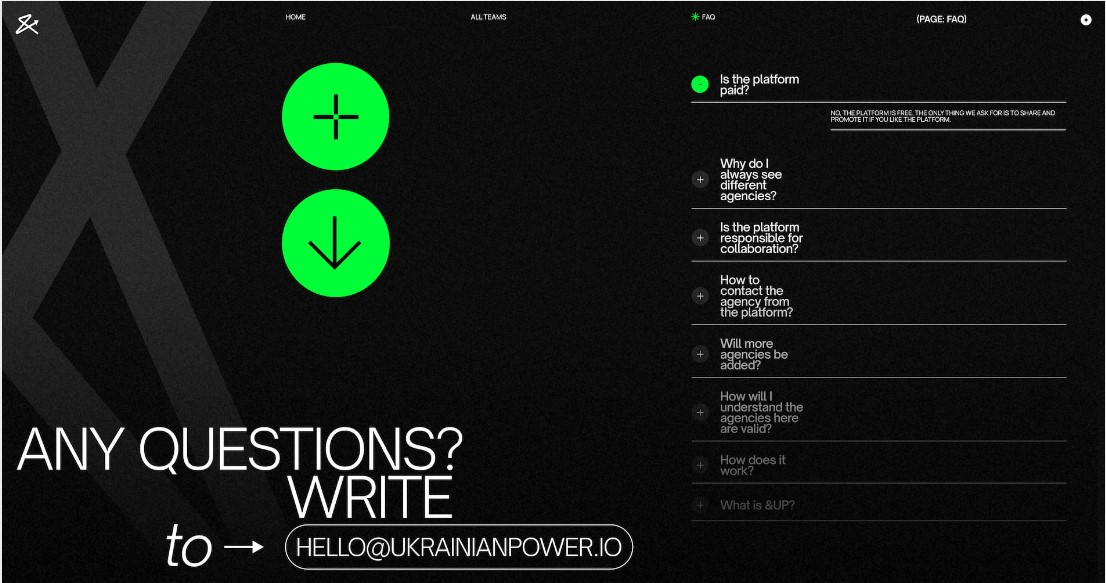 HOME
ALL TEAMS
FAQ
(PAGE: FAQ)
Is the platform
paid?
NO, THE PLATFORM IS FREE. THE ONLY THING WE ASK FOR IS TO SHARE AND
PROMOTE IT IF YOU LIKE THE PLATFORM.
Why do I
always see
different
agencies?
Is the platform
responsible for
collaboration?
How to
contact the
agency from
the platform?
Will more
agencies be
added?
How will I
understand the
agencies here
are valid?
How does it
work?
What is &UP?
ANY QUESTIONS?
WRITE
to
HELLO@UKRAINIANPOWER.IO